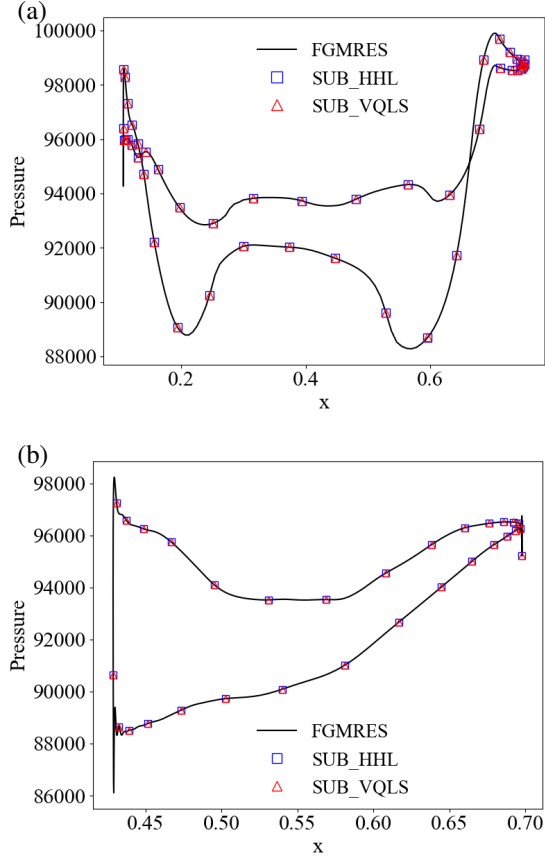 (a)
100000
98000
96000
94000
92000
90000
88000
Pressure
FGMRES
SUB_HHL
SUB_VQLS
0.2
0.4
0.6
x
(b)
98000
96000
94000
92000
90000
88000
86000
Pressure
FGMRES
SUB_HHL
SUB_VQLS
0.45
0.50
0.55
0.60
0.65
0.70
x